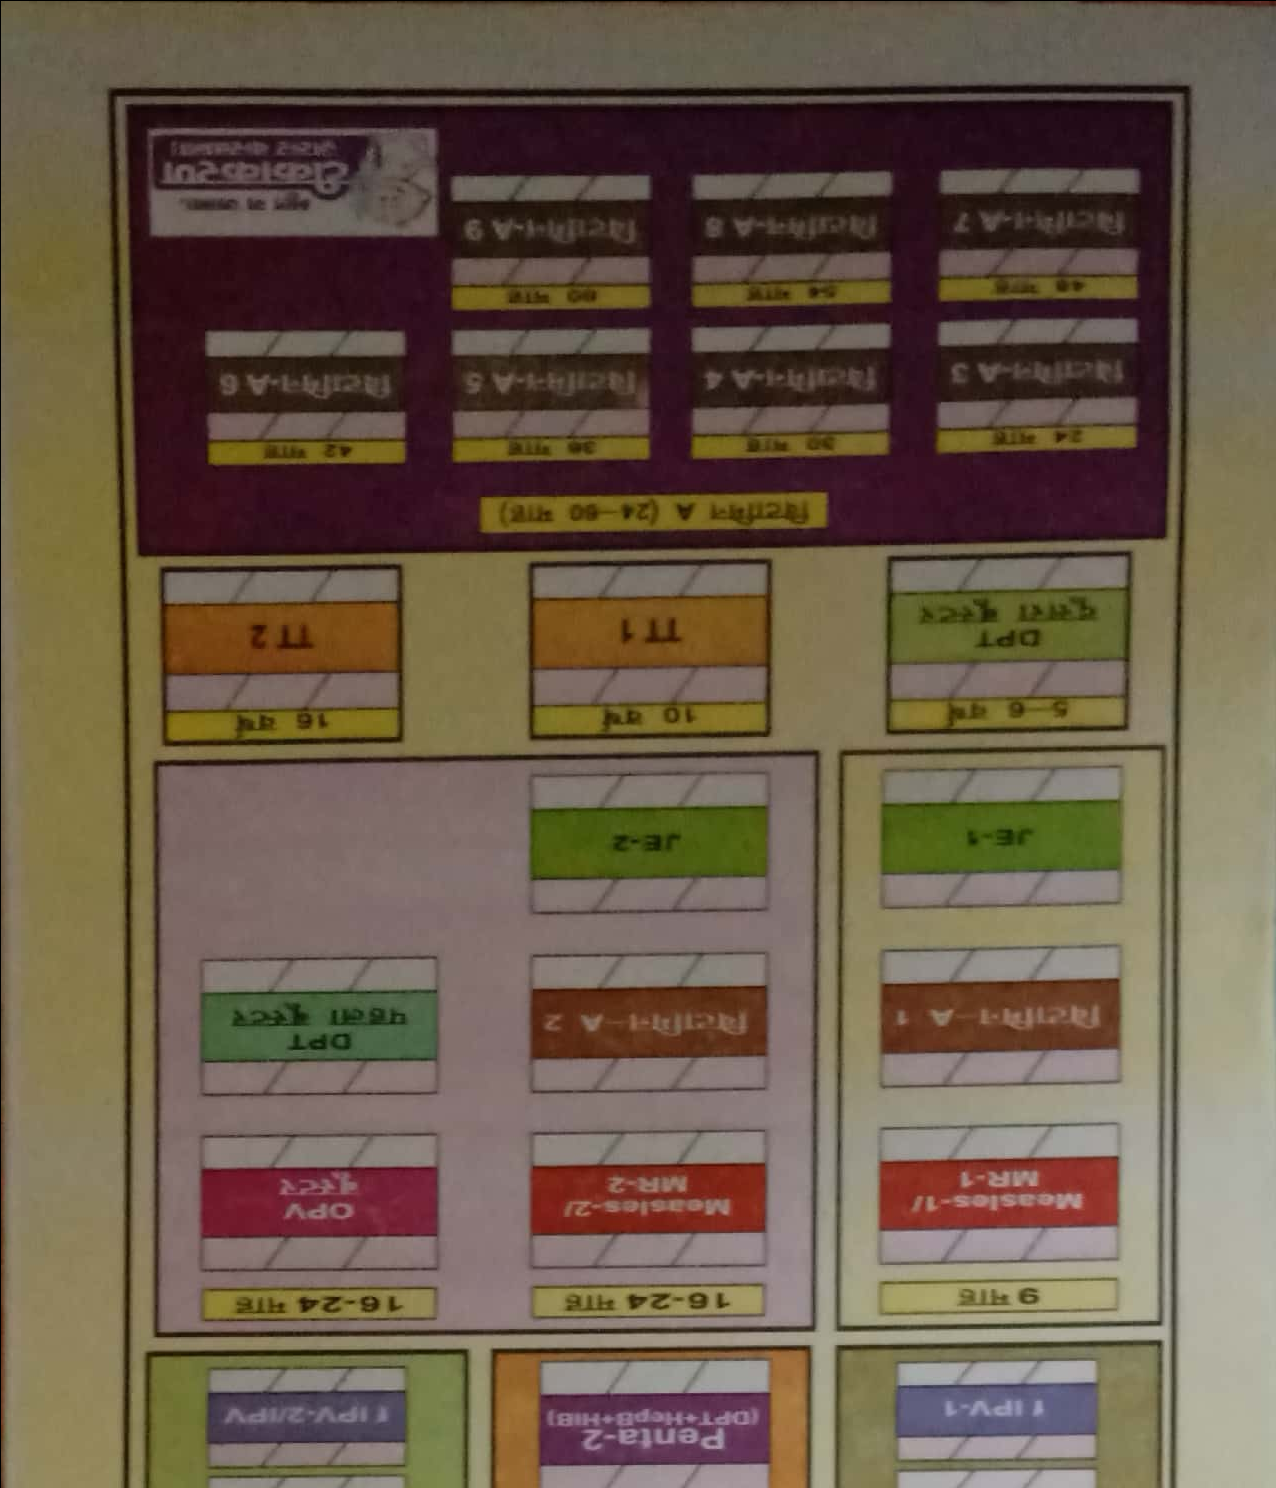 f IPV-1
Penta-2
(DPT+HepB+HIB)
f IPV-2/IPV
9 माह
16-24 माह
16-24 माह
Measles-1/
MR-1
Measles-2/
MR-2
OPV
बूस्टर
विटामिन–A 1
विटामिन–A 2
DPT
पहला बूस्टर
JE-1
JE-2
5–6 वर्ष
10 वर्ष
16 वर्ष
DPT
दूसरा बूस्टर
TT 1
TT 2
विटामिन A (24–60 माह)
24 माह
30 माह
36 माह
42 माह
विटामिन-A 3
विटामिन-A 4
विटामिन-A 5
विटामिन-A 6
48 माह
54 माह
60 माह
विटामिन-A 7
विटामिन-A 8
विटामिन-A 9
टीकाकरण